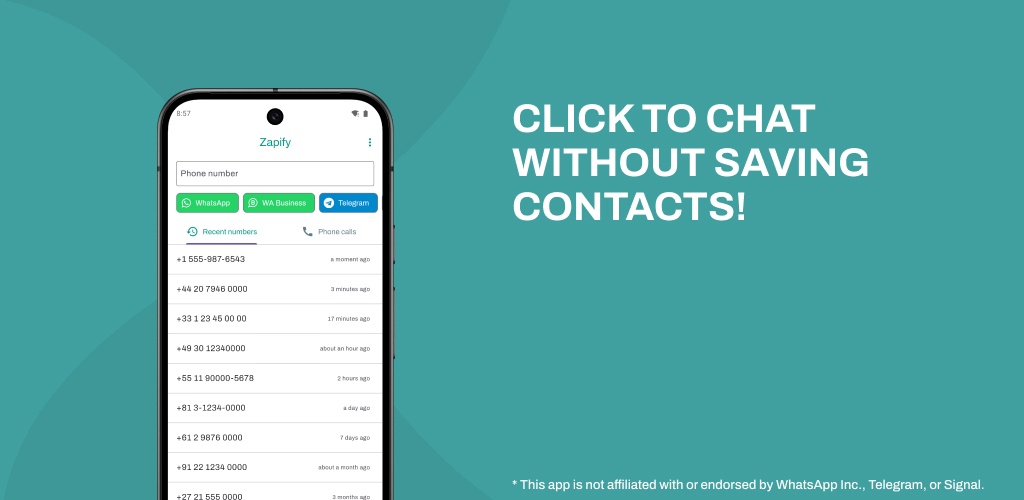 8:57
Zapify
Phone number
WhatsApp
WA Business
Telegram
Recent numbers
Phone calls
+1 555-987-6543
a moment ago
+44 20 7946 0000
3 minutes ago
+33 1 23 45 00 00
17 minutes ago
+49 30 12340000
about an hour ago
+55 11 90000-5678
2 hours ago
+81 3-1234-0000
a day ago
+61 2 9876 0000
7 days ago
+91 22 1234 0000
about a month ago
+27 21 555 0000
3 months ago
CLICK TO CHAT
WITHOUT SAVING
CONTACTS!
* This app is not affiliated with or endorsed by WhatsApp Inc., Telegram, or Signal.